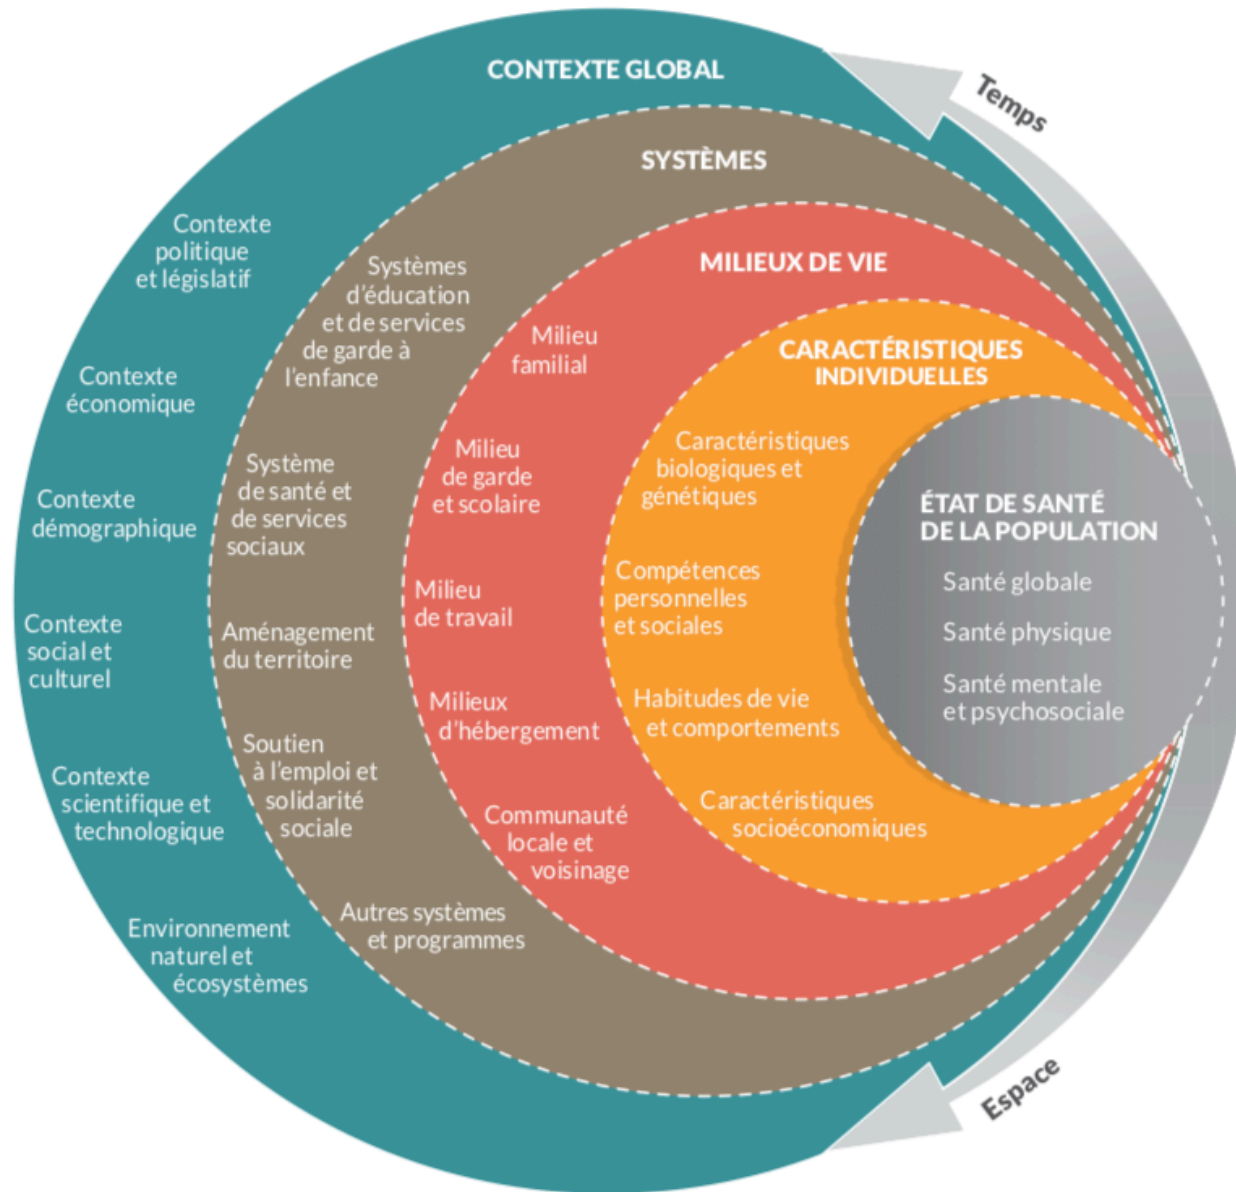 CONTEXTE GLOBAL
Contexte
politique
et législatif
Contexte
économique
Contexte
démographique
Contexte
social et
culturel
Contexte
scientifique et
technologique
Environnement
naturel et
écosystèmes
SYSTÈMES
Systèmes
d'éducation
et de services
de garde à
l'enfance
Système
de santé et
de services
sociaux
Aménagement
du territoire
Soutien
à l'emploi et
solidarité
sociale
Autres systèmes
et programmes
MILIEUX DE VIE
Milieu
familial
Milieu
de garde
et scolaire
Milieu
de travail
Milieux
d'hébergement
Communauté
locale et
voisinage
CARACTÉRISTIQUES
INDIVIDUELLES
Caractéristiques
biologiques et
génétiques
Compétences
personnelles
et sociales
Habitudes de vie
et comportements
Caractéristiques
socioéconomiques
ÉTAT DE SANTÉ
DE LA POPULATION
Santé globale
Santé physique
Santé mentale
et psychosociale
Temps
Espace